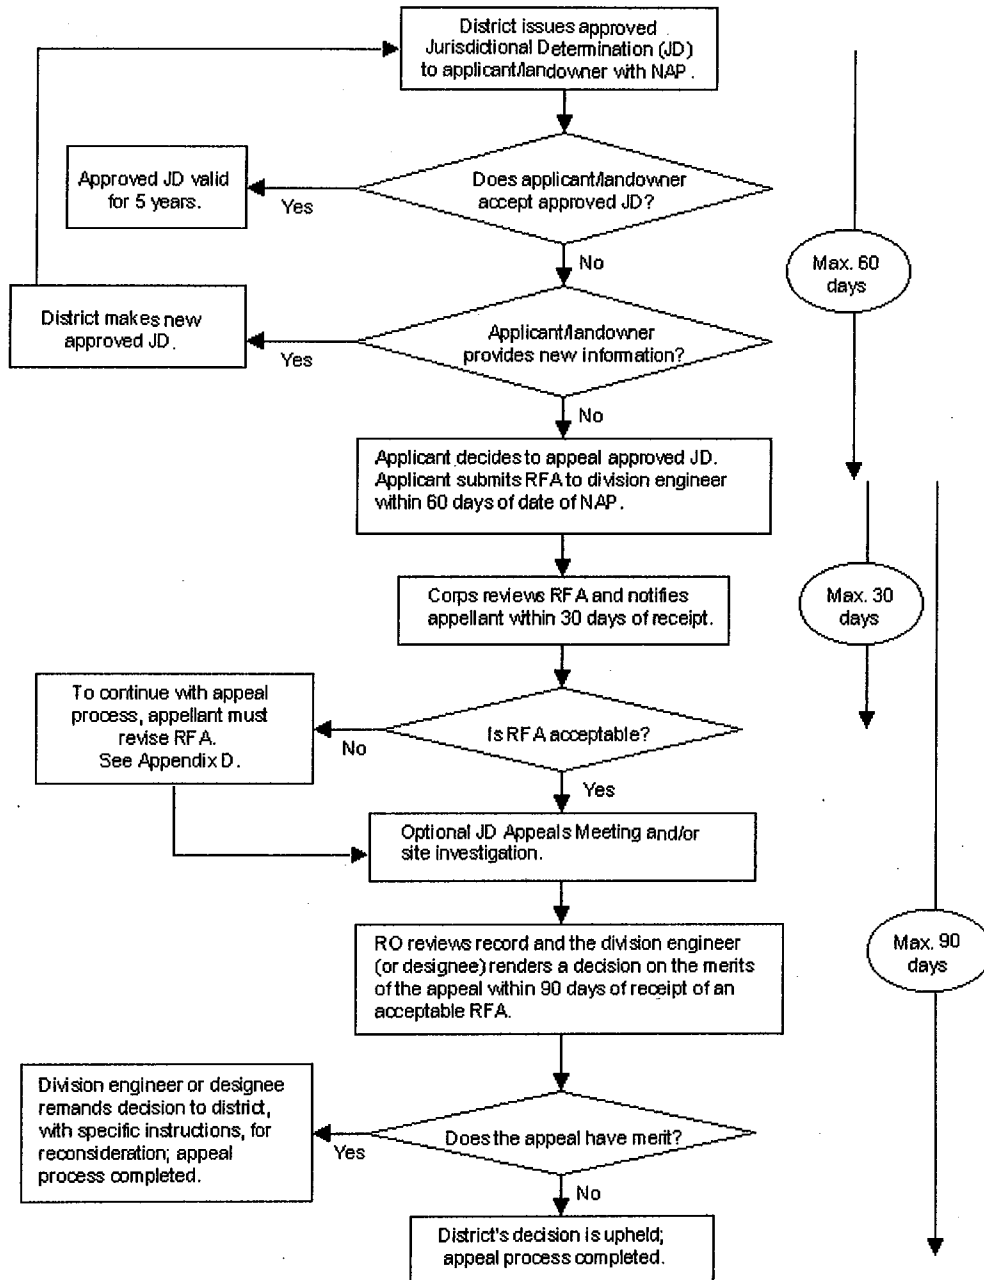 District issues approved
Jurisdictional Determination (JD)
to applicant/landowner with NAP.
Approved JD valid
for 5 years.
Yes
Does applicant/landowner
accept approved JD?
No
Max. 60
days
District makes new
approved JD.
Yes
Applicant/landowner
provides new information?
No
Applicant decides to appeal approved JD.
Applicant submits RFA to division engineer
within 60 days of date of NAP.
Corps reviews RFA and notifies
appellant within 30 days of receipt.
Max. 30
days
To continue with appeal
process, appellant must
revise RFA.
See Appendix D.
No
Is RFA acceptable?
Yes
Optional JD Appeals Meeting and/or
site investigation.
RO reviews record and the division engineer
(or designee) renders a decision on the merits
of the appeal within 90 days of receipt of an
acceptable RFA.
Max. 90
days
Division engineer or designee
remands decision to district,
with specific instructions, for
reconsideration; appeal
process completed.
Yes
Does the appeal have merit?
No
District's decision is upheld;
appeal process completed.